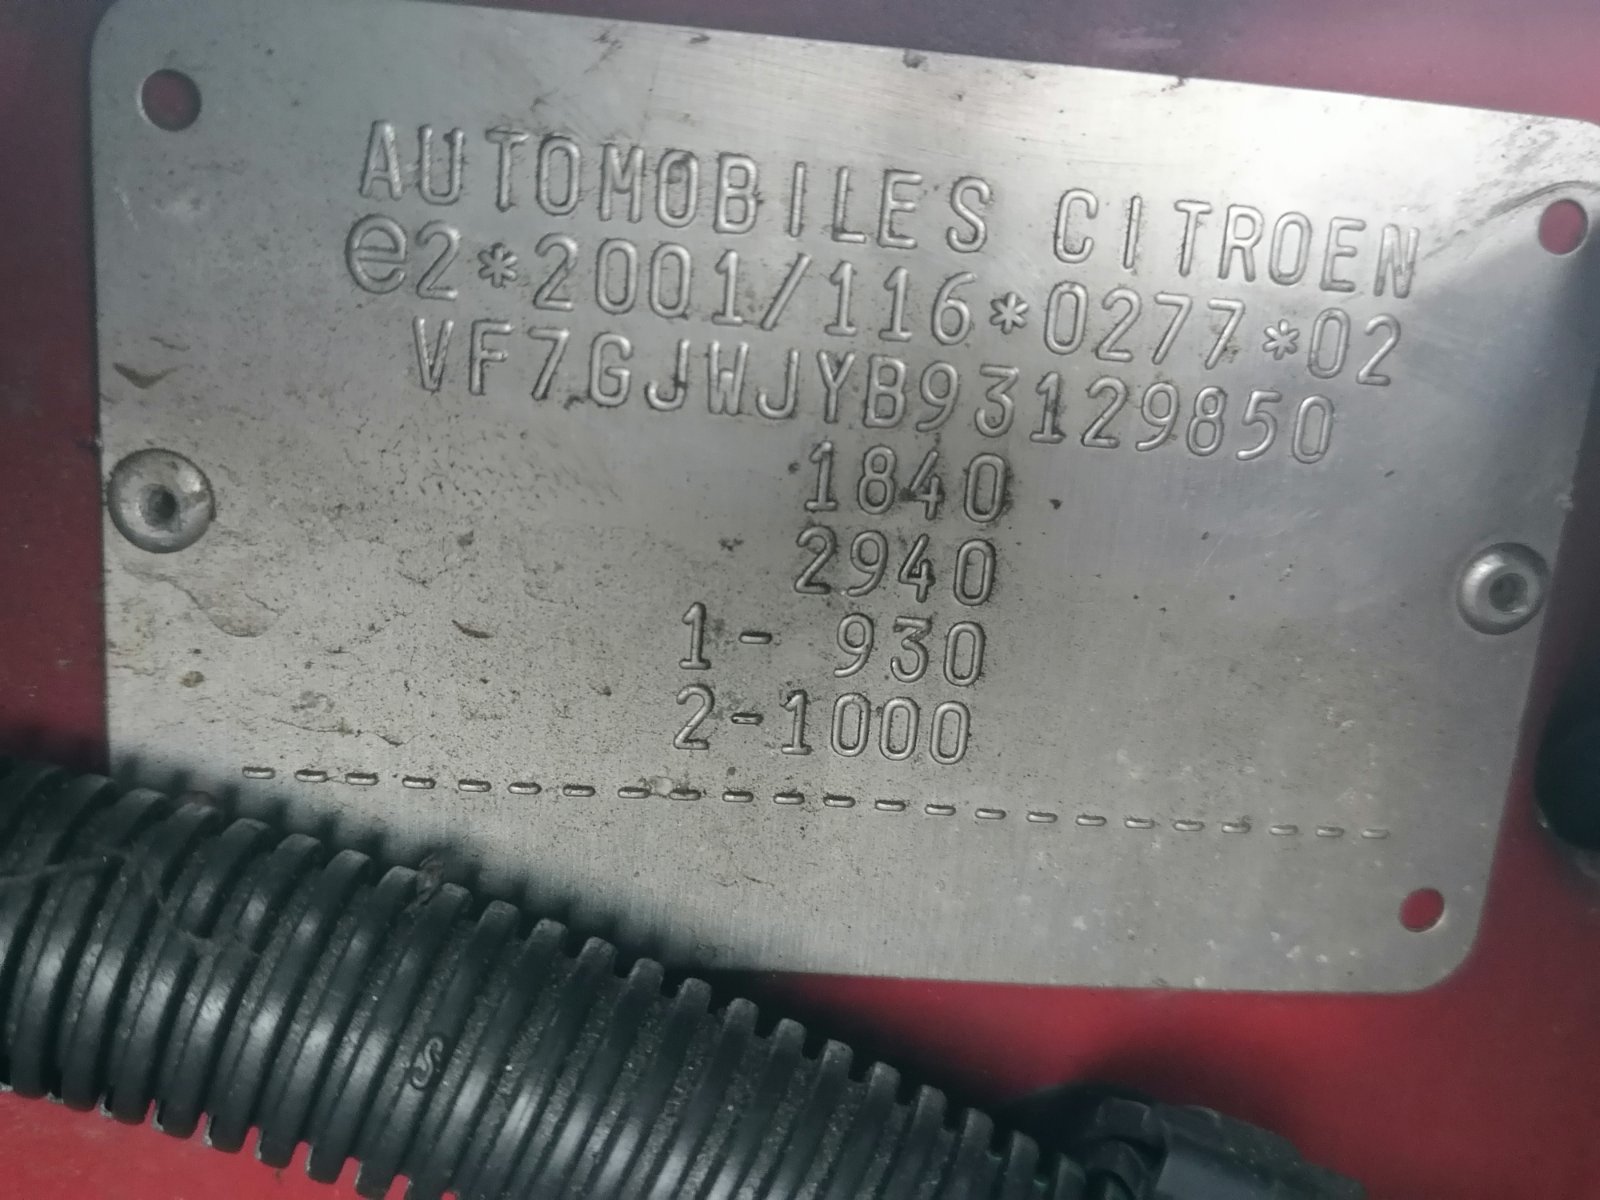 AUTOMOBILES CITROEN
e2*2001/116*0277*02
VF7GJWJYB93129850
1840
2940
1- 930
2-1000
-----------------------
S